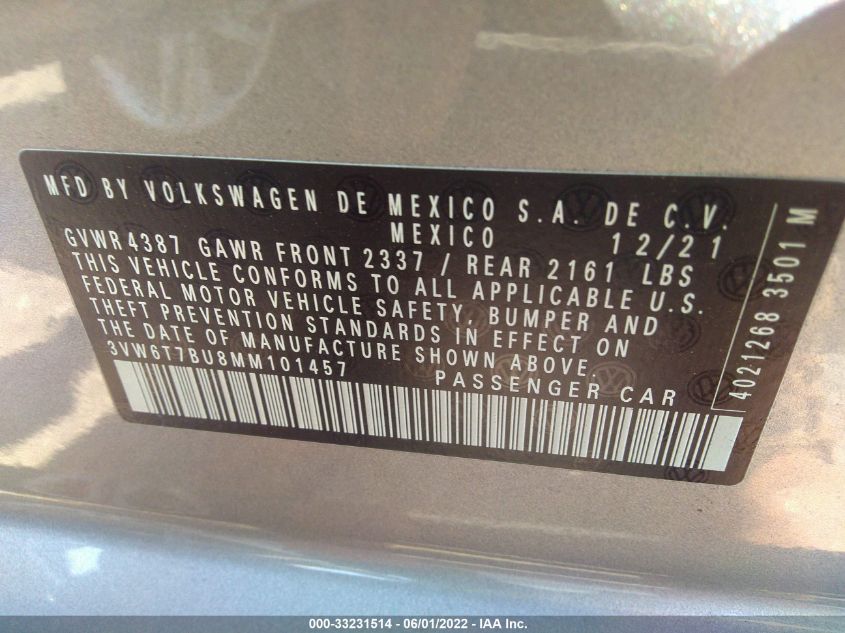 MFD BY VOLKSWAGEN DE MEXICO S.A. DE C.V.
MEXICO 12/21
GVWR 4387 GAWR FRONT 2337 / REAR 2161 LBS
THIS VEHICLE CONFORMS TO ALL APPLICABLE U.S.
FEDERAL MOTOR VEHICLE SAFETY, BUMPER AND
THEFT PREVENTION STANDARDS IN EFFECT ON
THE DATE OF MANUFACTURE SHOWN ABOVE.
3VW6T7BU8MM101457 PASSENGER CAR
4021268 3501 M
000-33231514 / 06/01/2022 - IAA Inc.